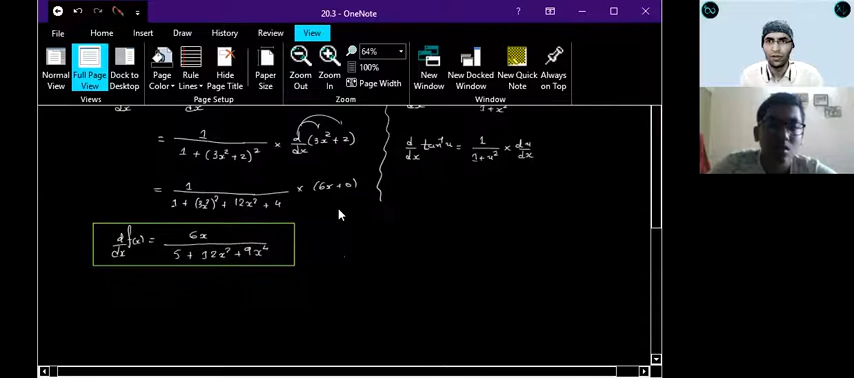 20.3 - OneNote
File Home Insert Draw History Review View
Normal View Full Page View Dock to Desktop Page Color Rule Lines Hide Page Title Paper Size Zoom Out Zoom In 64% 100% Page Width New Window New Docked Window New Quick Note Always on Top
Views Page Setup Zoom Window
dx dx 1+x²
= 1 / (1 + (3x²+2)²) × d/dx (3x²+2)
d/dx tan⁻¹u = 1/(1+u²) × du/dx
= 1 / (1 + (3x²)² + 12x² + 4) × (6x+0)
d/dx f(x) = 6x / (5 + 12x² + 9x⁴)